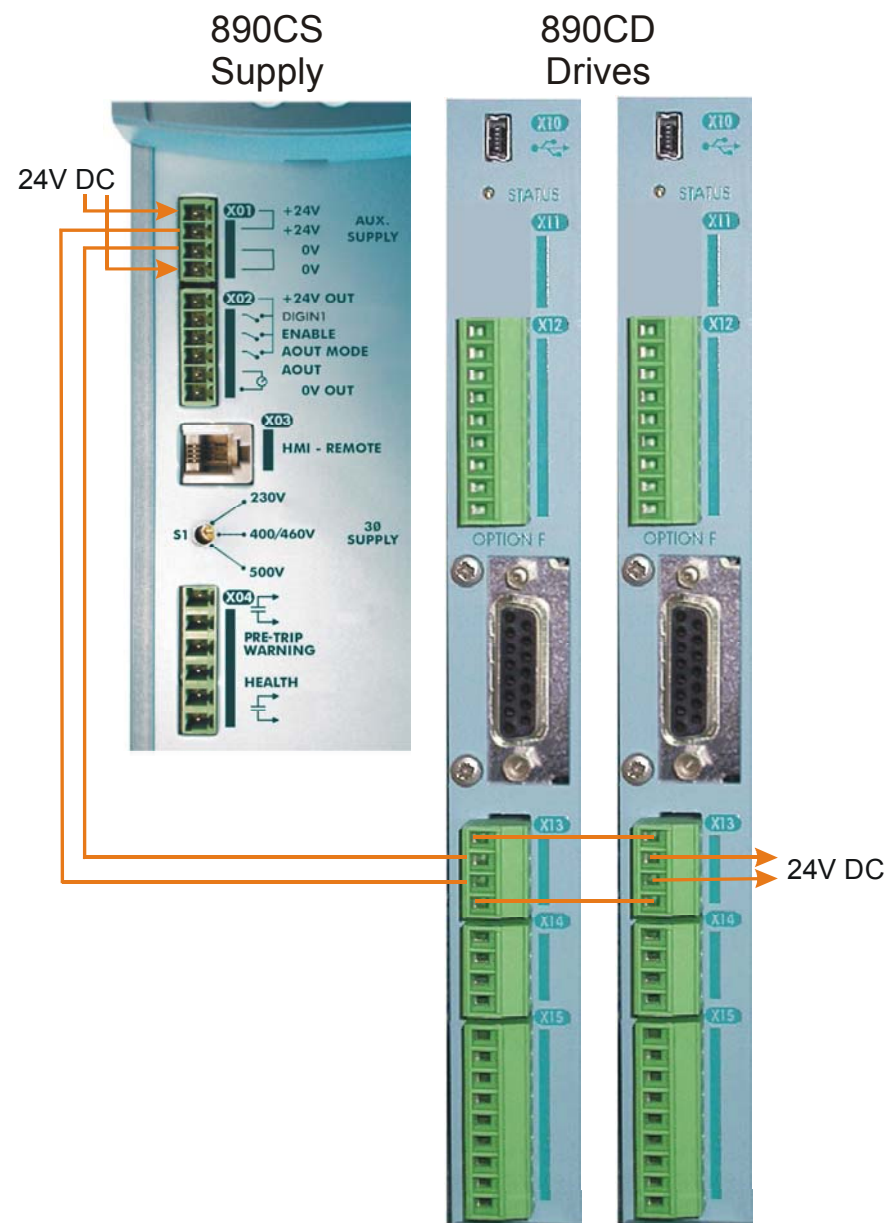 890CS
Supply
890CD
Drives
24V DC
X01
+24V
+24V
0V
0V
AUX.
SUPPLY
X02
+24V OUT
DIGIN1
ENABLE
AOUT MODE
AOUT
0V OUT
X03
HMI - REMOTE
S1
230V
400/460V
500V
3Ø
SUPPLY
X04
PRE-TRIP
WARNING
HEALTH
X10
STATUS
X11
X12
OPTION F
X13
X14
X15
X10
STATUS
X11
X12
OPTION F
X13
X14
X15
24V DC